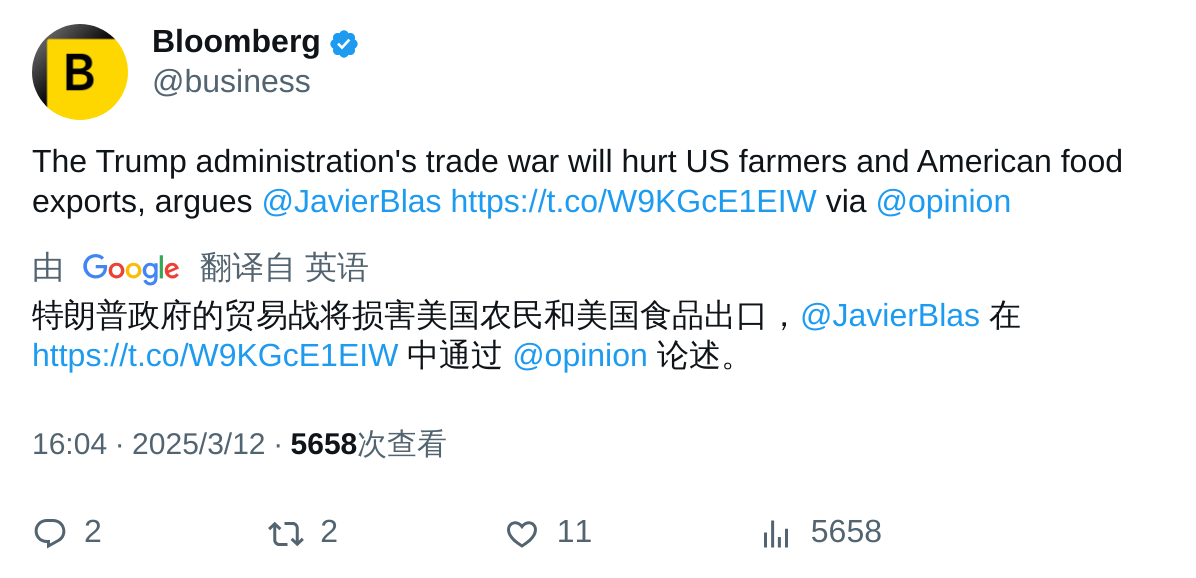 B
Bloomberg
@business
The Trump administration's trade war will hurt US farmers and American food
exports, argues @JavierBlas https://t.co/W9KGcE1EIW via @opinion
由 Google 翻译自 英语
特朗普政府的贸易战将损害美国农民和美国食品出口，@JavierBlas 在
https://t.co/W9KGcE1EIW 中通过 @opinion 论述。
16:04 · 2025/3/12 · 5658次查看
2 2 11 5658